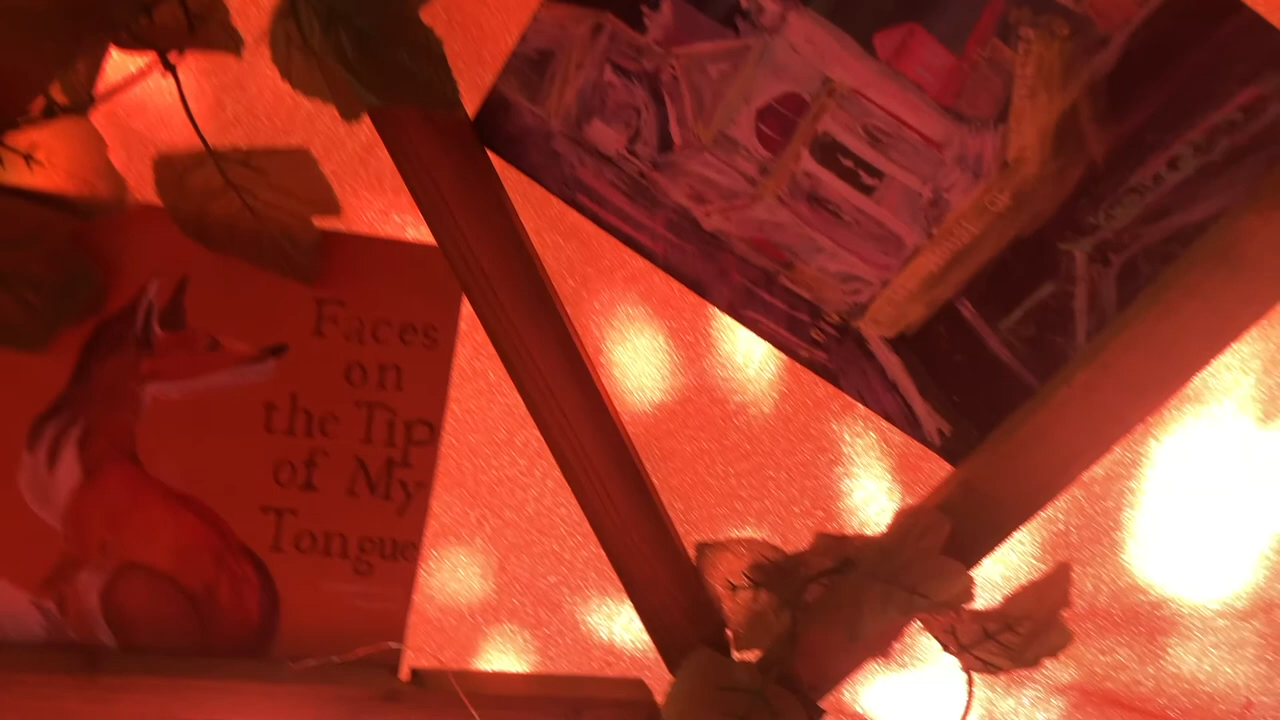 Faces
on
the Tip
of My
Tongue